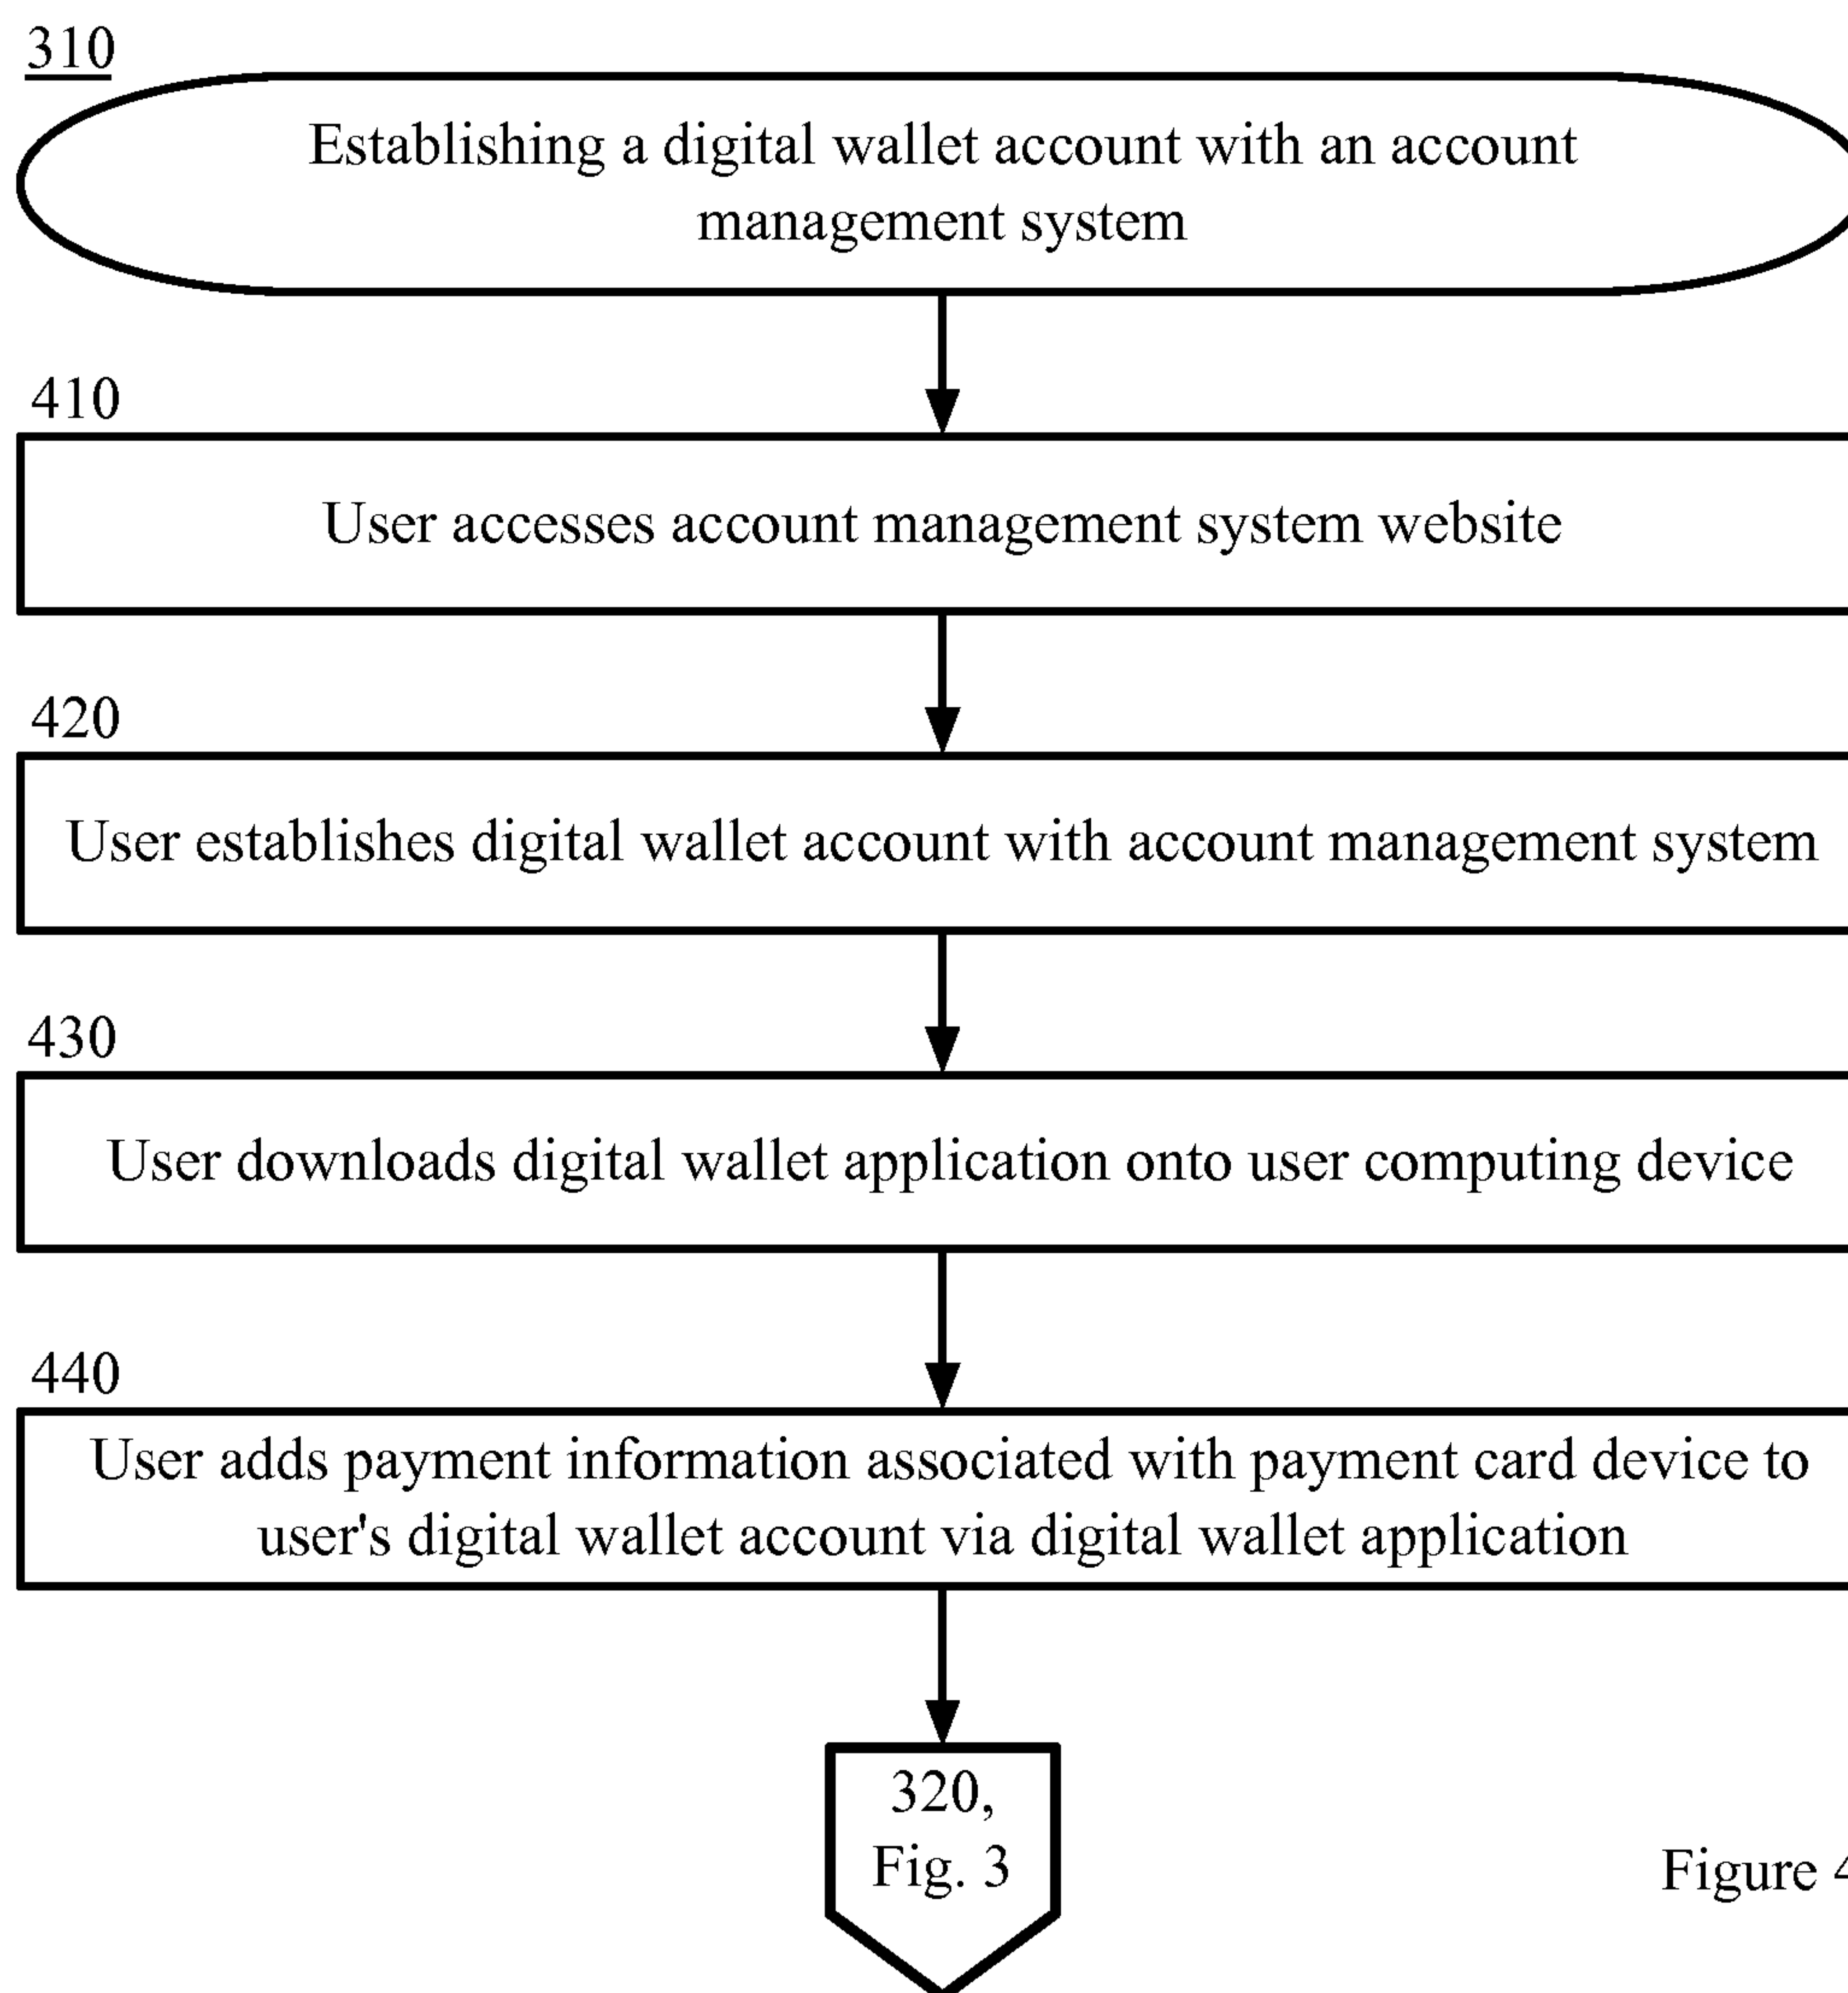 310
Establishing a digital wallet account with an account
management system
410
User accesses account management system website
420
User establishes digital wallet account with account management system
430
User downloads digital wallet application onto user computing device
440
User adds payment information associated with payment card device to
user's digital wallet account via digital wallet application
320,
Fig. 3
Figure 4